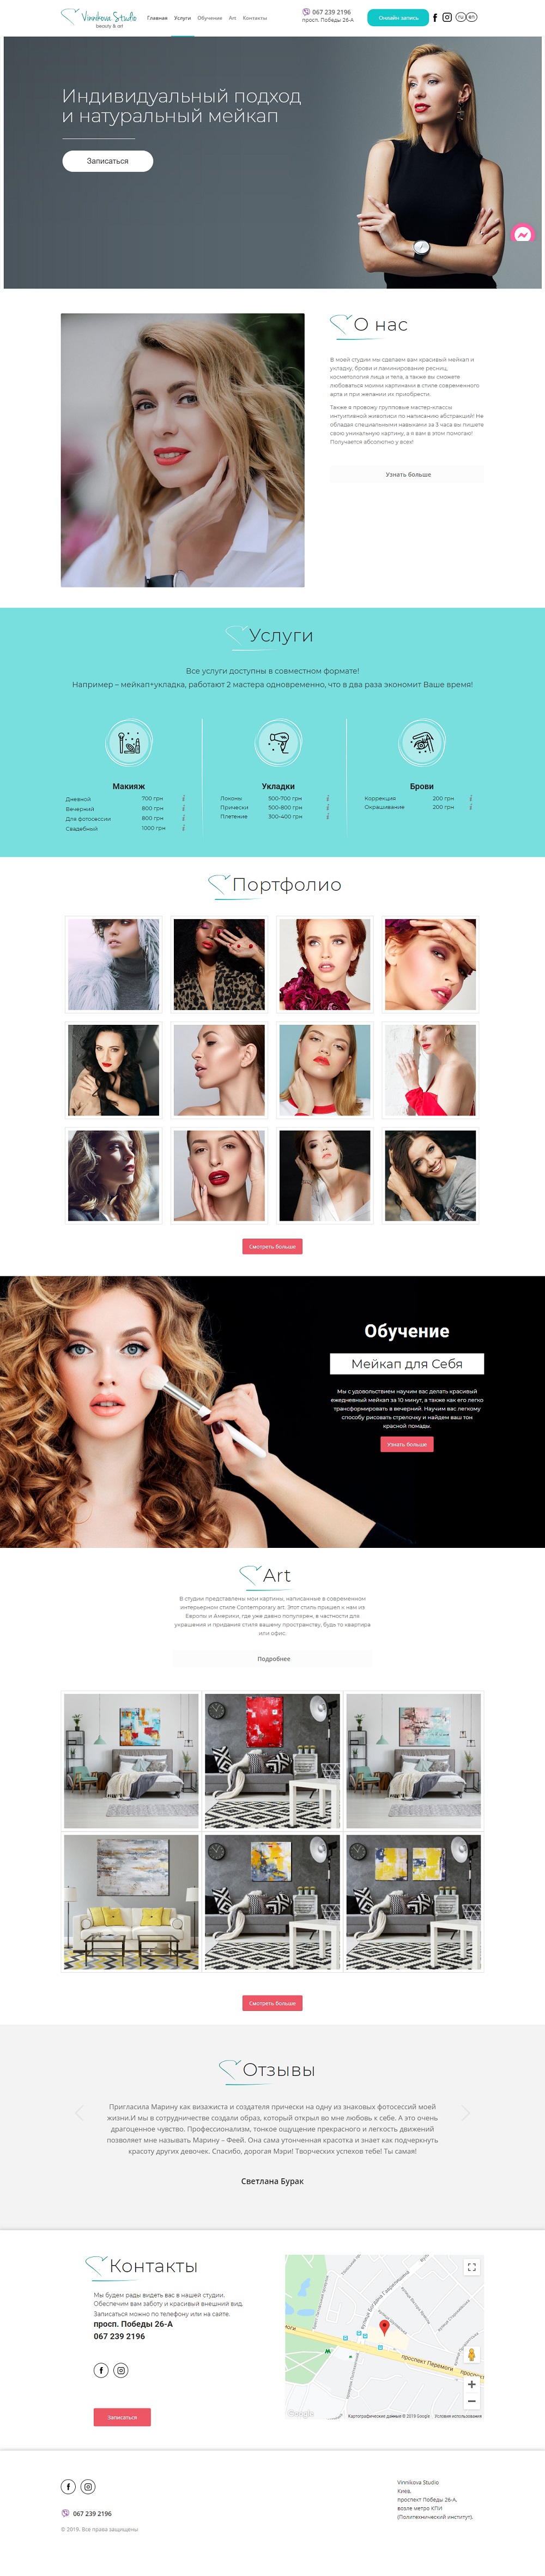 Vinnikova Studio
beauty & art
Главная Услуги Обучение Art Контакты
067 239 2196
просп. Победы 26-А
Онлайн запись
ru en
Индивидуальный подход
и натуральный мейкап
Записаться
О нас
В моей студии мы сделаем вам красивый мейкап и
укладку, брови и ламинирование ресниц,
косметология лица и тела, а также вы сможете
любоваться моими картинами в стиле современного
арта и при желании их приобрести.
Также я провожу групповые мастер-классы
интуитивной живописи по написанию абстракций! Не
обладая специальными навыками за 3 часа вы пишете
свою уникальную картину, а я вам в этом помогаю!
Получается абсолютно у всех!
Узнать больше
Услуги
Все услуги доступны в совместном формате!
Например – мейкап+укладка, работают 2 мастера одновременно, что в два раза экономит Ваше время!
Макияж
Дневной 700 грн
Вечерний 800 грн
Для фотосессии 800 грн
Свадебный 1000 грн
Укладки
Локоны 500-700 грн
Прически 500-800 грн
Плетение 300-400 грн
Брови
Коррекция 200 грн
Окрашивание 200 грн
Портфолио
Смотреть больше
Обучение
Мейкап для Себя
Мы с удовольствием научим вас делать красивый
ежедневный мейкап за 10 минут, а также как его легко
трансформировать в вечерний. Научим вас легкому
способу рисовать стрелочку и найдем ваш тон
красной помады.
Узнать больше
Art
В студии представлены мои картины, написанные в современном
интерьерном стиле Contemporary art. Этот стиль пришел к нам из
Европы и Америки, где уже давно популярен, в частности для
украшения и придания стиля вашему пространству, будь то квартира
или офис.
Подробнее
Смотреть больше
Отзывы
Пригласила Марину как визажиста и создателя прически на одну из знаковых фотосессий моей
жизни.И мы в сотрудничестве создали образ, который открыл во мне любовь к себе. А это очень
драгоценное чувство. Профессионализм, тонкое ощущение прекрасного и легкость движений
позволяет мне называть Марину – Феей. Она сама утонченная красотка и знает как подчеркнуть
красоту других девочек. Спасибо, дорогая Мэри! Творческих успехов тебе! Ты самая!
Светлана Бурак
Контакты
Мы будем рады видеть вас в нашей студии.
Обеспечим вам заботу и красивый внешний вид.
Записаться можно по телефону или на сайте.
просп. Победы 26-А
067 239 2196
Записаться
проспект Перемоги
Google
Картографические данные © 2019 Google Условия использования
067 239 2196
© 2019. Все права защищены
Vinnikova Studio
Киев,
проспект Победы 26-А,
возле метро КПИ
(Политехнический институт).